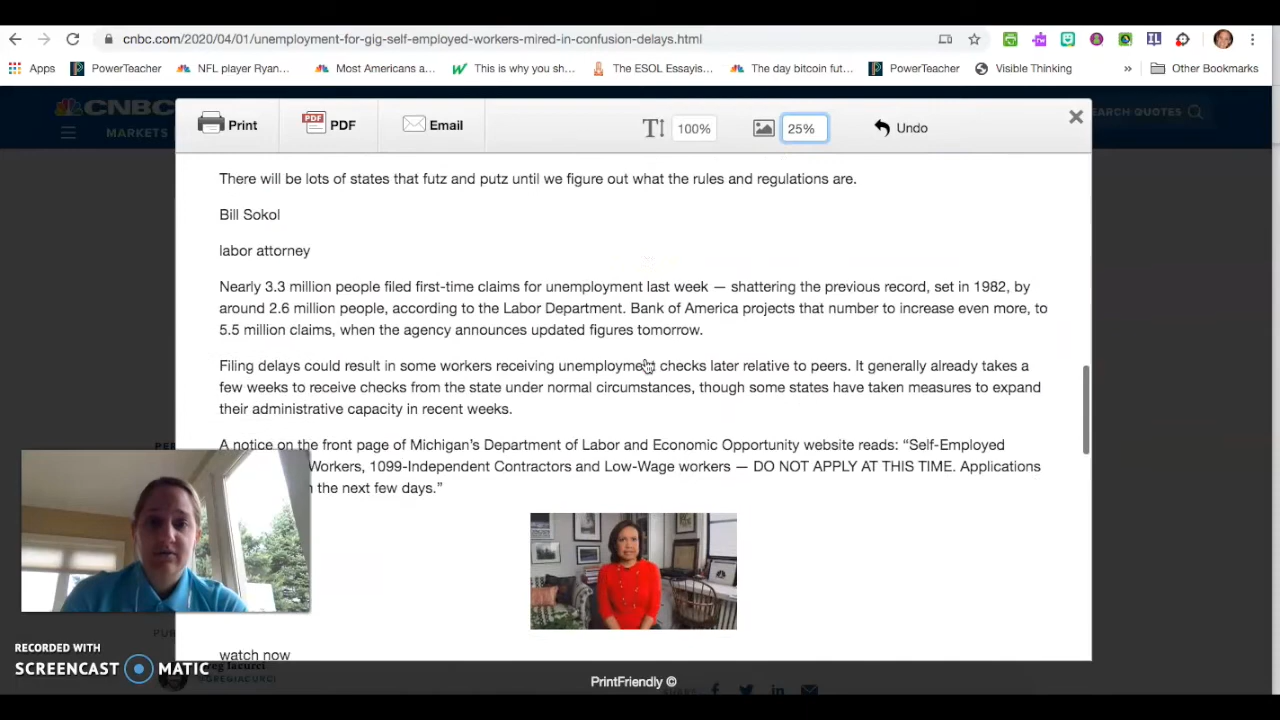 cnbc.com/2020/04/01/unemployment-for-gig-self-employed-workers-mired-in-confusion-delays.html
Apps PowerTeacher NFL player Ryan... Most Americans a... This is why you sh... The ESOL Essayis... The day bitcoin fut... PowerTeacher Visible Thinking » Other Bookmarks
CNBC
SEARCH QUOTES
MARKETS
Print PDF Email 100% 25% Undo
There will be lots of states that futz and putz until we figure out what the rules and regulations are.
Bill Sokol
labor attorney
Nearly 3.3 million people filed first-time claims for unemployment last week — shattering the previous record, set in 1982, by
around 2.6 million people, according to the Labor Department. Bank of America projects that number to increase even more, to
5.5 million claims, when the agency announces updated figures tomorrow.
Filing delays could result in some workers receiving unemployment checks later relative to peers. It generally already takes a
few weeks to receive checks from the state under normal circumstances, though some states have taken measures to expand
their administrative capacity in recent weeks.
A notice on the front page of Michigan's Department of Labor and Economic Opportunity website reads: “Self-Employed
Workers, 1099-Independent Contractors and Low-Wage workers — DO NOT APPLY AT THIS TIME. Applications
the next few days.”
watch now
RECORDED WITH
SCREENCAST MATIC
Greg Iacurci
@GREGIACURCI
SHARE
PrintFriendly ©